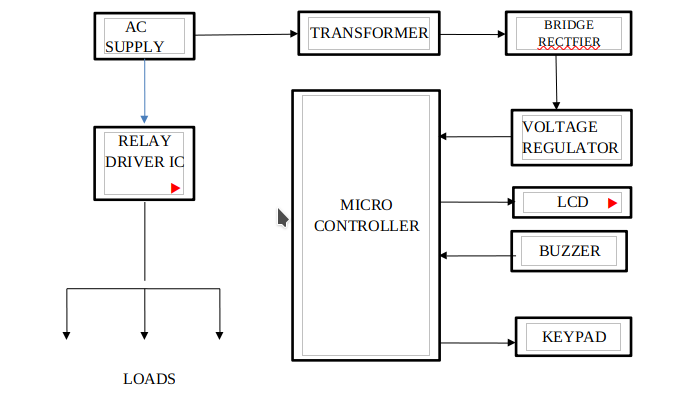 AC
SUPPLY
TRANSFORMER
BRIDGE
RECTFIER
RELAY
DRIVER IC
MICRO
CONTROLLER
VOLTAGE
REGULATOR
LCD
BUZZER
KEYPAD
LOADS